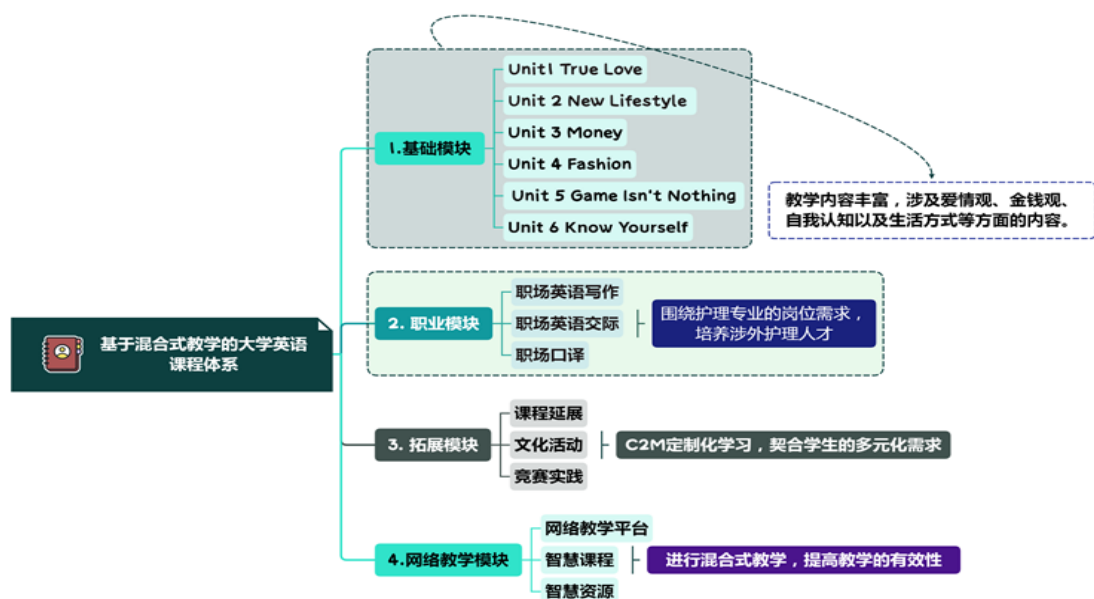 Unit1 True Love
Unit 2 New Lifestyle
Unit 3 Money
1.基础模块
Unit 4 Fashion
Unit 5 Game Isn't Nothing
Unit 6 Know Yourself
教学内容丰富，涉及爱情观、金钱观、
自我认知以及生活方式等方面的内容。
基于混合式教学的大学英语
课程体系
2. 职业模块
职场英语写作
职场英语交际
职场口译
围绕护理专业的岗位需求，
培养涉外护理人才
3. 拓展模块
课程延展
文化活动
竞赛实践
C2M定制化学习，契合学生的多元化需求
4.网络教学模块
网络教学平台
智慧课程
智慧资源
进行混合式教学，提高教学的有效性